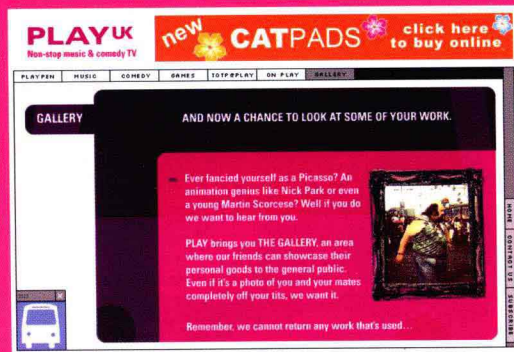 PLAY UK
Non-stop music & comedy TV
new CATPADS click here
to buy online
PLAYPEN MUSIC COMEDY GAMES TOTP@PLAY ON PLAY GALLERY
GALLERY
AND NOW A CHANCE TO LOOK AT SOME OF YOUR WORK.
Ever fancied yourself as a Picasso? An
animation genius like Nick Park or even
a young Martin Scorcese? Well if you do
we want to hear from you.
PLAY brings you THE GALLERY, an area
where our friends can showcase their
personal goods to the general public.
Even if it's a photo of you and your mates
completely off your tits, we want it.
Remember, we cannot return any work that's used...
HOME
CONTACT US
SUBSCRIBE